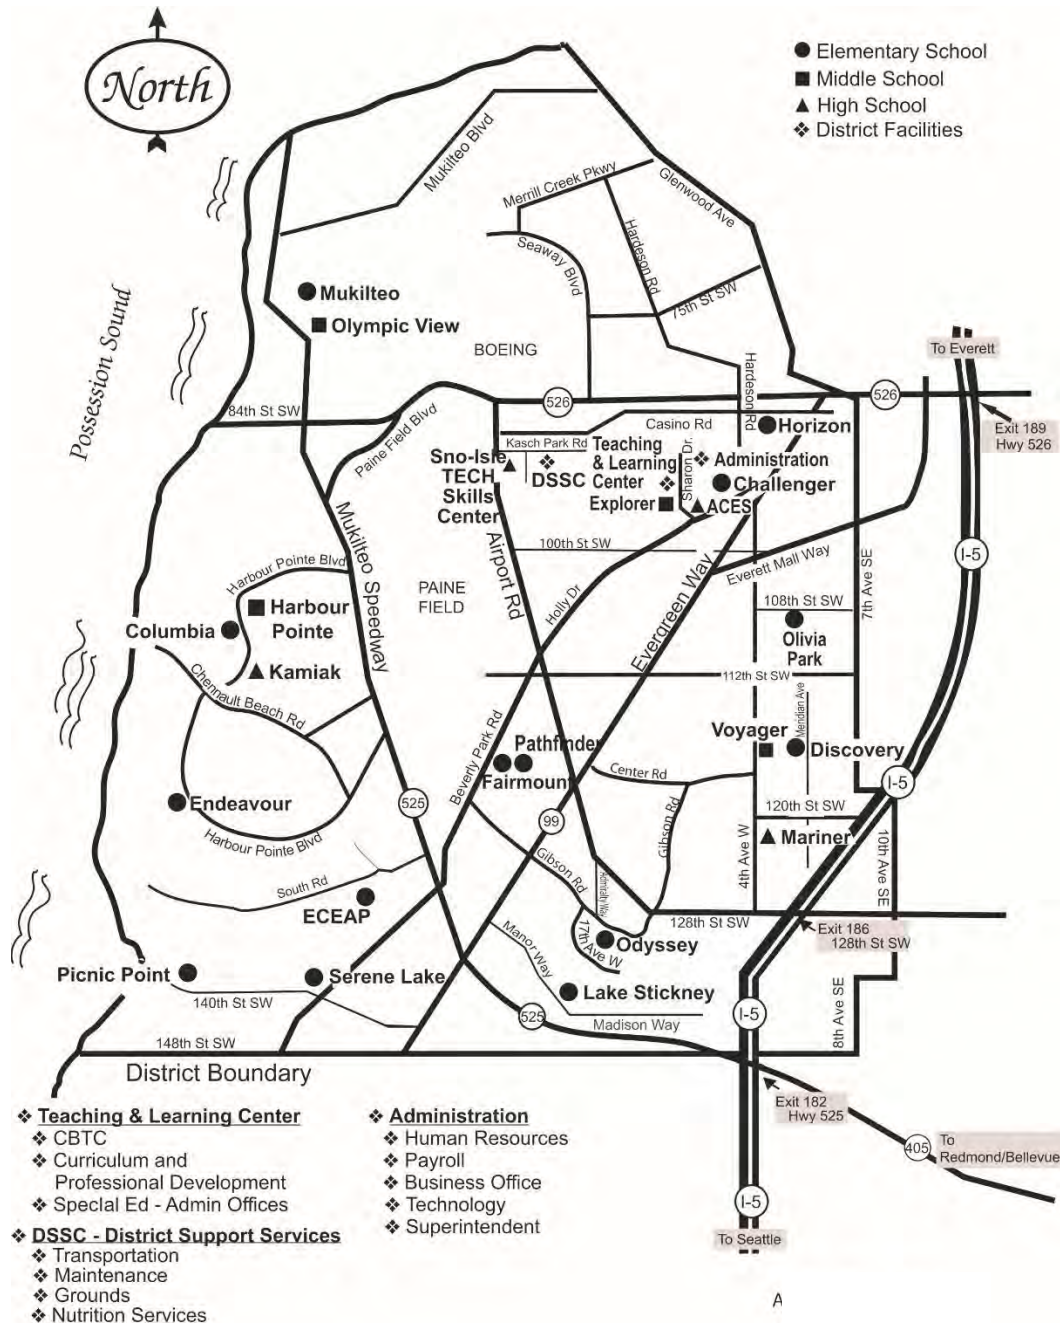 North
● Elementary School
■ Middle School
▲ High School
❖ District Facilities
Mukilteo Blvd
Merrill Creek Pkwy
Glenwood Ave
Hardeson Rd
Seaway Blvd
75th St SW
Possession Sound
Mukilteo
Olympic View
BOEING
To Everett
84th St SW
Paine Field Blvd
526
526
Hardeson Rd
Casino Rd
Horizon
Exit 189
Hwy 526
Kasch Park Rd
Sno-Isle
TECH
Skills
Center
DSSC
Teaching
& Learning
Center
Explorer
Sharon Dr.
Administration
Challenger
ACES
Mukilteo Speedway
Airport Rd
100th St SW
Everett Mall Way
I-5
Harbour Pointe Blvd
PAINE
FIELD
Holly Dr
Evergreen Way
108th St SW
7th Ave SE
Harbour
Pointe
Columbia
Kamiak
Olivia
Park
Chennault Beach Rd
112th St SW
Meridian Ave
Voyager
Discovery
Beverly Park Rd
Pathfinder
Fairmount
Center Rd
I-5
Endeavour
525
99
Gibson Rd
120th St SW
Mariner
10th Ave SE
Harbour Pointe Blvd
Gibson Rd
4th Ave W
South Rd
ECEAP
Admiralty Way
128th St SW
Manor Way
17th Ave W
Odyssey
Exit 186
128th St SW
Picnic Point
Serene Lake
140th St SW
Lake Stickney
525
Madison Way
I-5
8th Ave SE
148th St SW
District Boundary
Exit 182
Hwy 525
405
To
Redmond/Bellevue
I-5
To Seattle
❖ Teaching & Learning Center
❖ CBTC
❖ Curriculum and
Professional Development
❖ Special Ed - Admin Offices
❖ DSSC - District Support Services
❖ Transportation
❖ Maintenance
❖ Grounds
❖ Nutrition Services
❖ Administration
❖ Human Resources
❖ Payroll
❖ Business Office
❖ Technology
❖ Superintendent
A